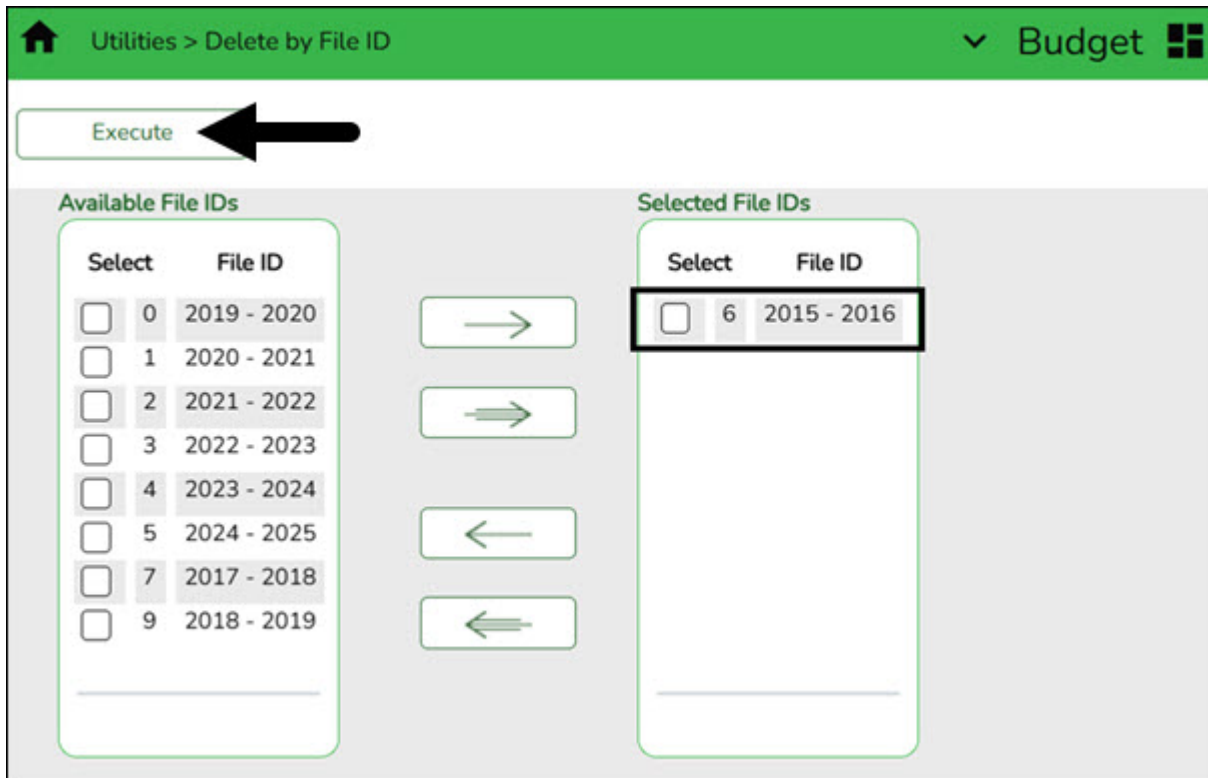 Utilities > Delete by File ID
Budget
Execute
Available File IDs
Select File ID
0 2019 - 2020
1 2020 - 2021
2 2021 - 2022
3 2022 - 2023
4 2023 - 2024
5 2024 - 2025
7 2017 - 2018
9 2018 - 2019
Selected File IDs
Select File ID
6 2015 - 2016